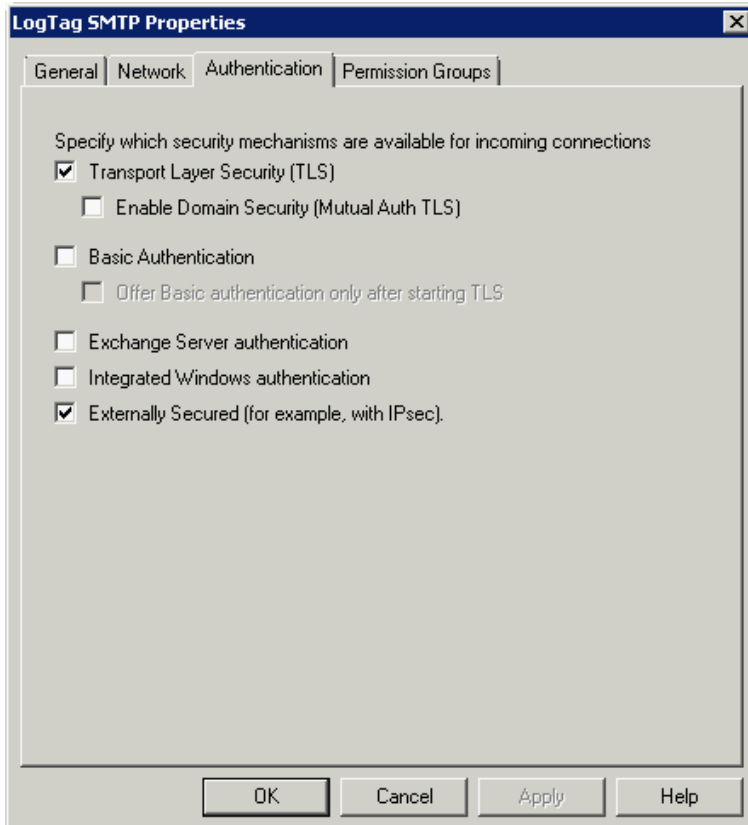 LogTag SMTP Properties
General Network Authentication Permission Groups
Specify which security mechanisms are available for incoming connections
Transport Layer Security (TLS)
Enable Domain Security (Mutual Auth TLS)
Basic Authentication
Offer Basic authentication only after starting TLS
Exchange Server authentication
Integrated Windows authentication
Externally Secured (for example, with IPsec).
OK Cancel Apply Help